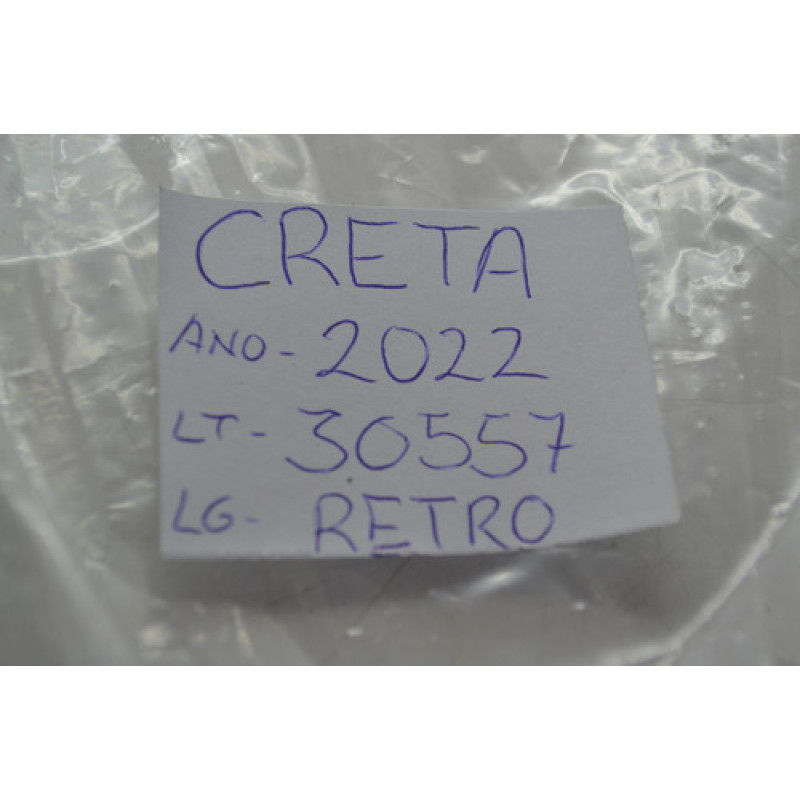 CRETA
ANO - 2022
LT - 30557
LG - RETRO